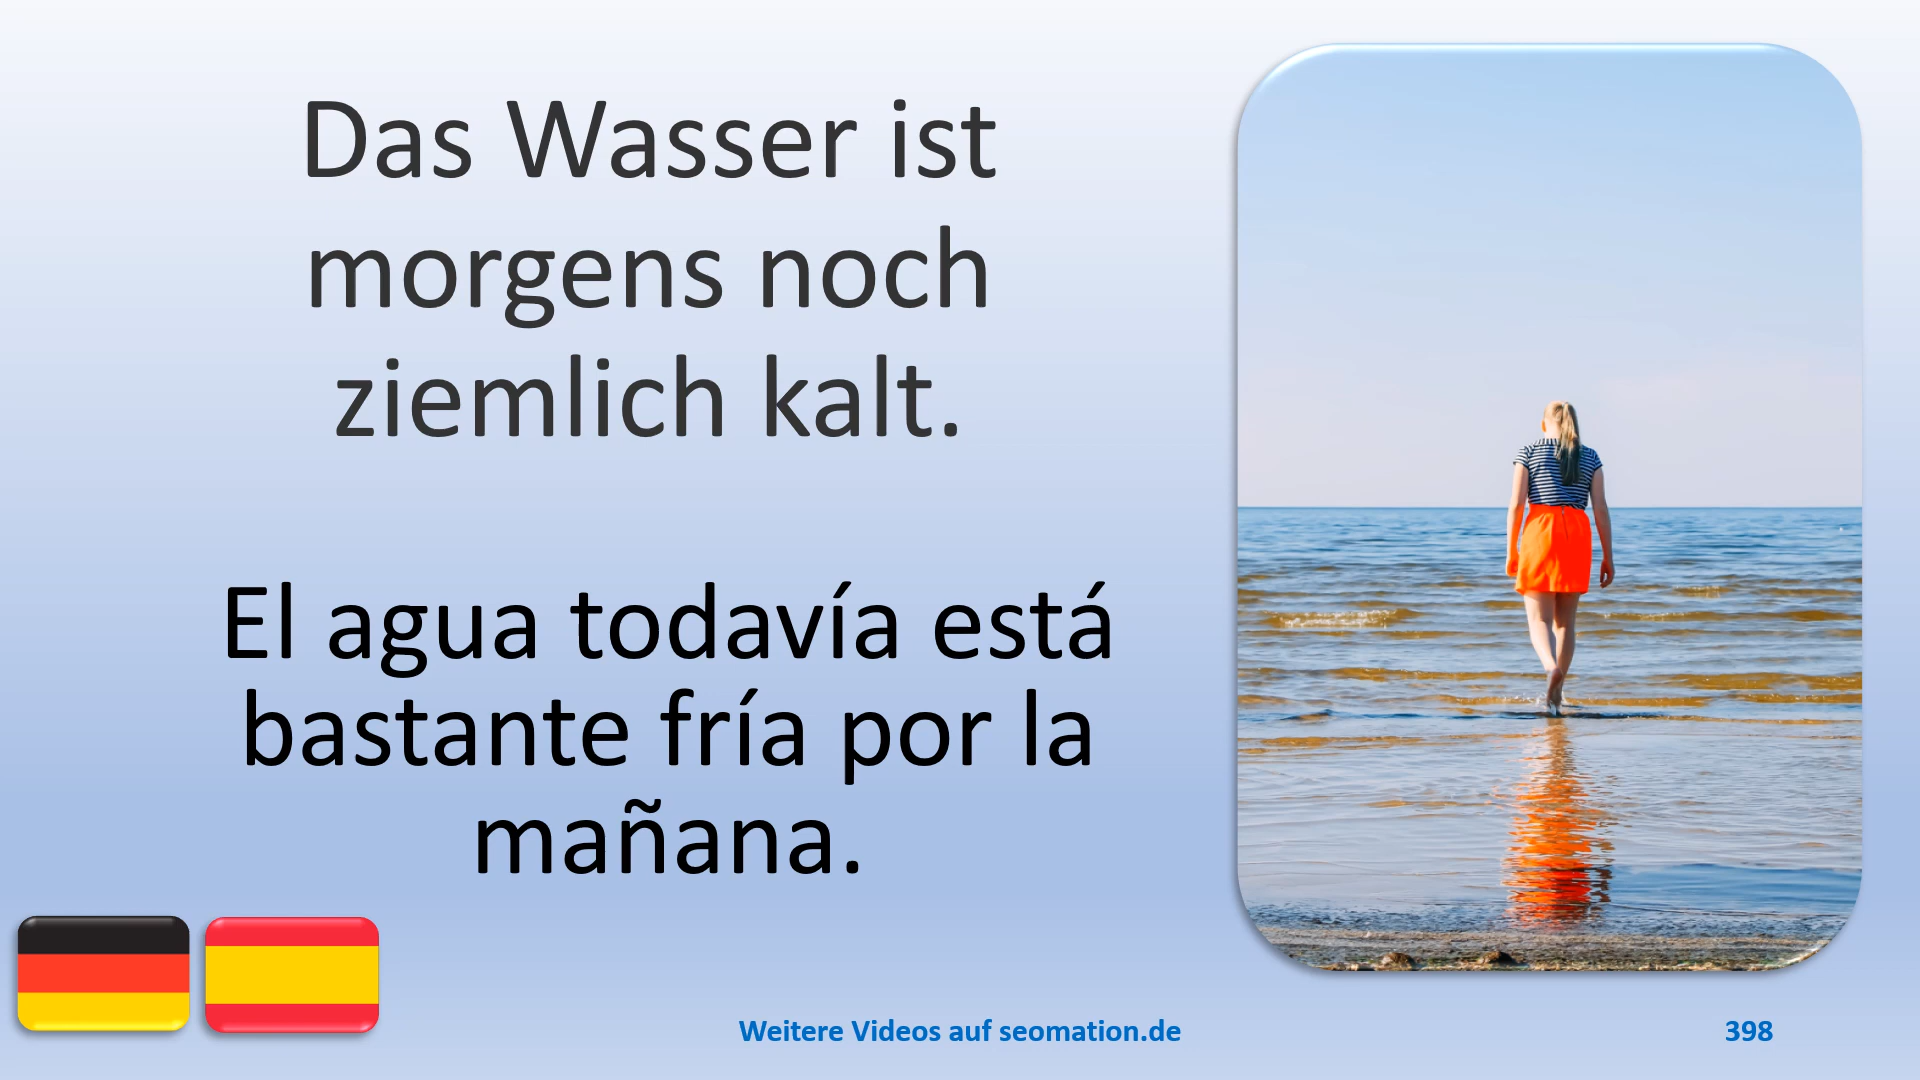 Das Wasser ist
morgens noch
ziemlich kalt.
El agua todavía está
bastante fría por la
mañana.
Weitere Videos auf seomation.de
398